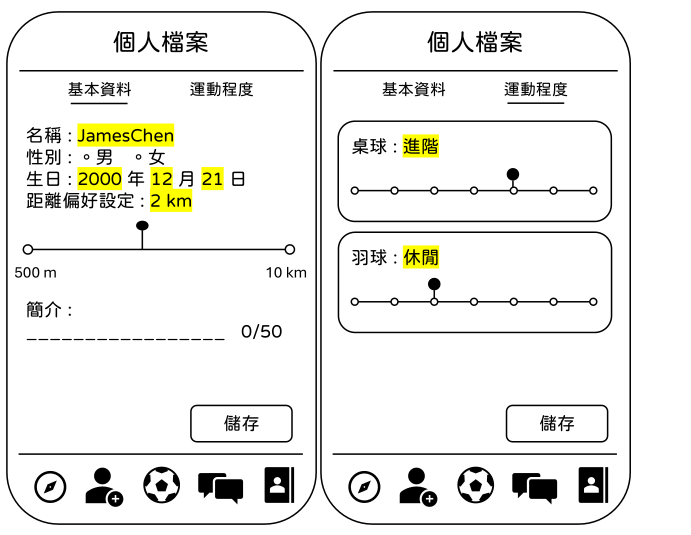 個人檔案
基本資料 運動程度
名稱 : JamesChen
性別 : ∘ 男 ∘ 女
生日 : 2000 年 12 月 21 日
距離偏好設定 : 2 km
500 m 10 km
簡介 :
__________________ 0/50
儲存
個人檔案
基本資料 運動程度
桌球 : 進階
羽球 : 休閒
儲存